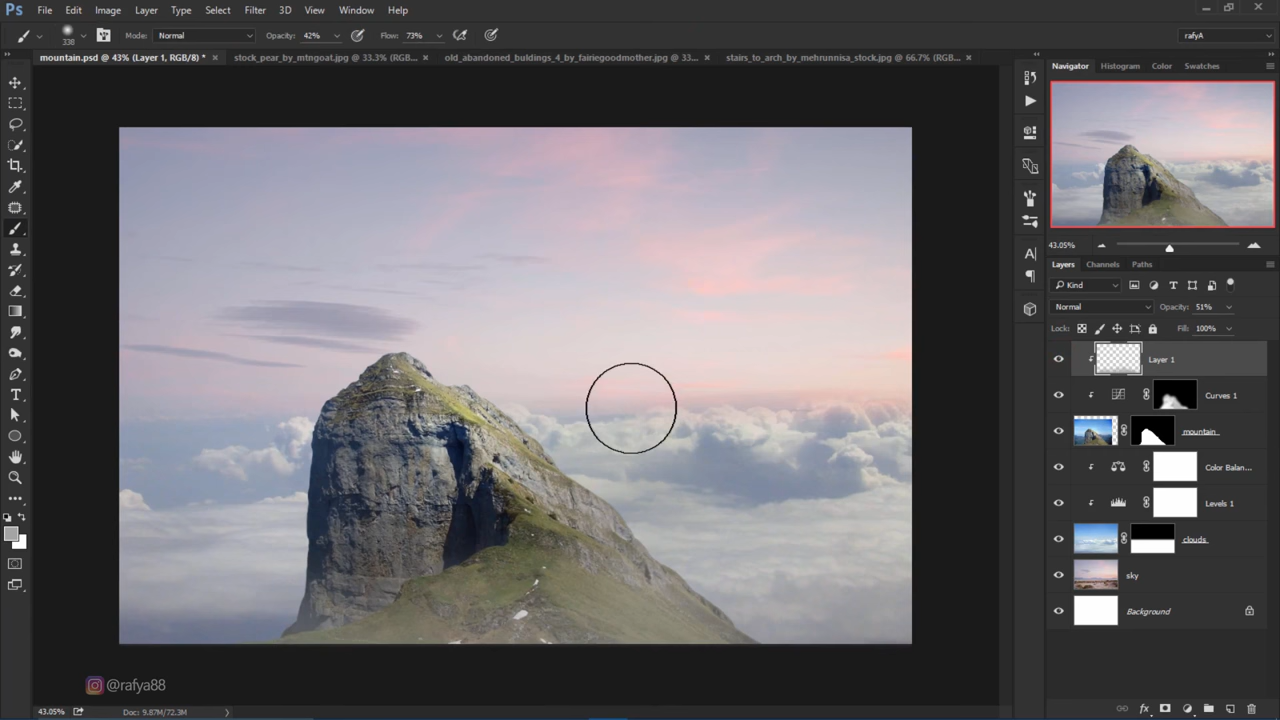 Ps File Edit Image Layer Type Select Filter 3D View Window Help
338 Mode: Normal Opacity: 42% Flow: 73% rafyA
mountain.psd @ 43% (Layer 1, RGB/8) * stock_pear_by_mtngoat.jpg @ 33.3% (RGB... old_abandoned_buldings_4_by_fairiegoodmother.jpg @ 33... stairs_to_arch_by_mehrunnisa_stock.jpg @ 66.7% (RGB...
Navigator Histogram Color Swatches
43.05%
Layers Channels Paths
Kind
Normal Opacity: 51%
Lock: Fill: 100%
Layer 1
Curves 1
mountain
Color Balan...
Levels 1
clouds
sky
Background
@rafya88
43.05% Doc: 9.87M/72.3M